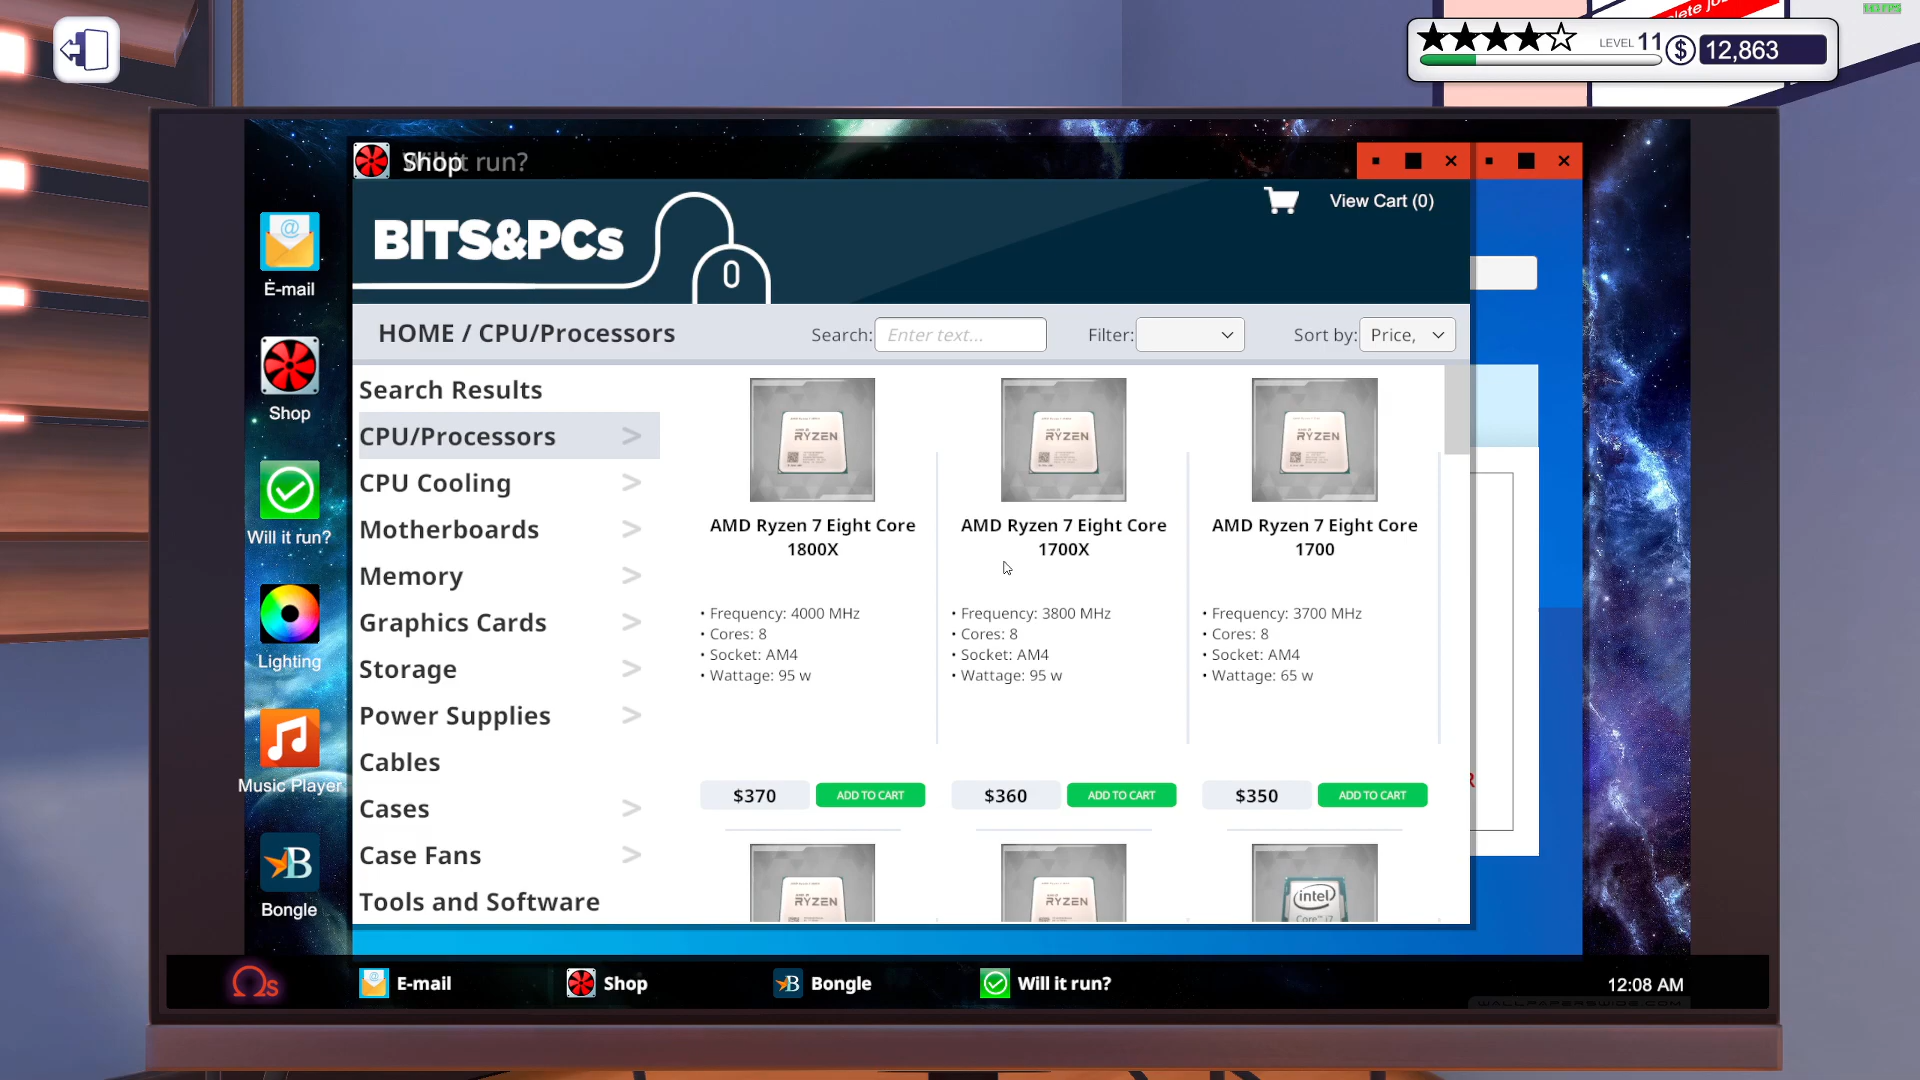 LEVEL 11
$ 12,863
Shop
Will it run?
View Cart (0)
BITS&PCs
HOME / CPU/Processors
Search: Enter text...
Filter:
Sort by: Price,
E-mail
Shop
Will it run?
Lighting
Music Player
B
Bongle
Search Results
CPU/Processors >
CPU Cooling >
Motherboards >
Memory >
Graphics Cards >
Storage >
Power Supplies >
Cables
Cases >
Case Fans >
Tools and Software
RYZEN
AMD Ryzen 7 Eight Core
1800X
• Frequency: 4000 MHz
• Cores: 8
• Socket: AM4
• Wattage: 95 w
$370 ADD TO CART
RYZEN
AMD Ryzen 7 Eight Core
1700X
• Frequency: 3800 MHz
• Cores: 8
• Socket: AM4
• Wattage: 95 w
$360 ADD TO CART
RYZEN
AMD Ryzen 7 Eight Core
1700
• Frequency: 3700 MHz
• Cores: 8
• Socket: AM4
• Wattage: 65 w
$350 ADD TO CART
RYZEN
RYZEN
intel
Core i7
R
Ωs
E-mail
Shop
B Bongle
Will it run?
12:08 AM
WALLPAPERSWIDE.COM